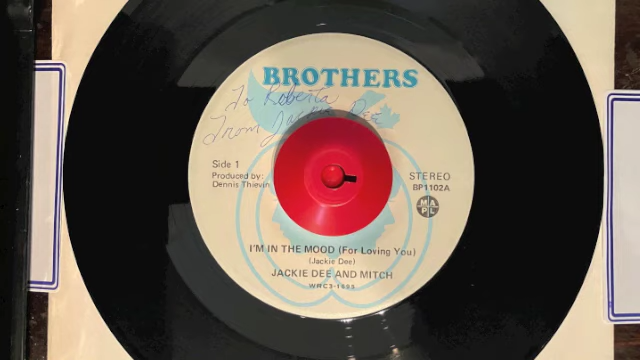 BROTHERS
To Roberta
From Jackie Dee
Side 1
Produced by:
Dennis Thievin
STEREO
BP1102A
MAPL
I'M IN THE MOOD (For Loving You)
(Jackie Dee)
JACKIE DEE AND MITCH
WRC3-1693